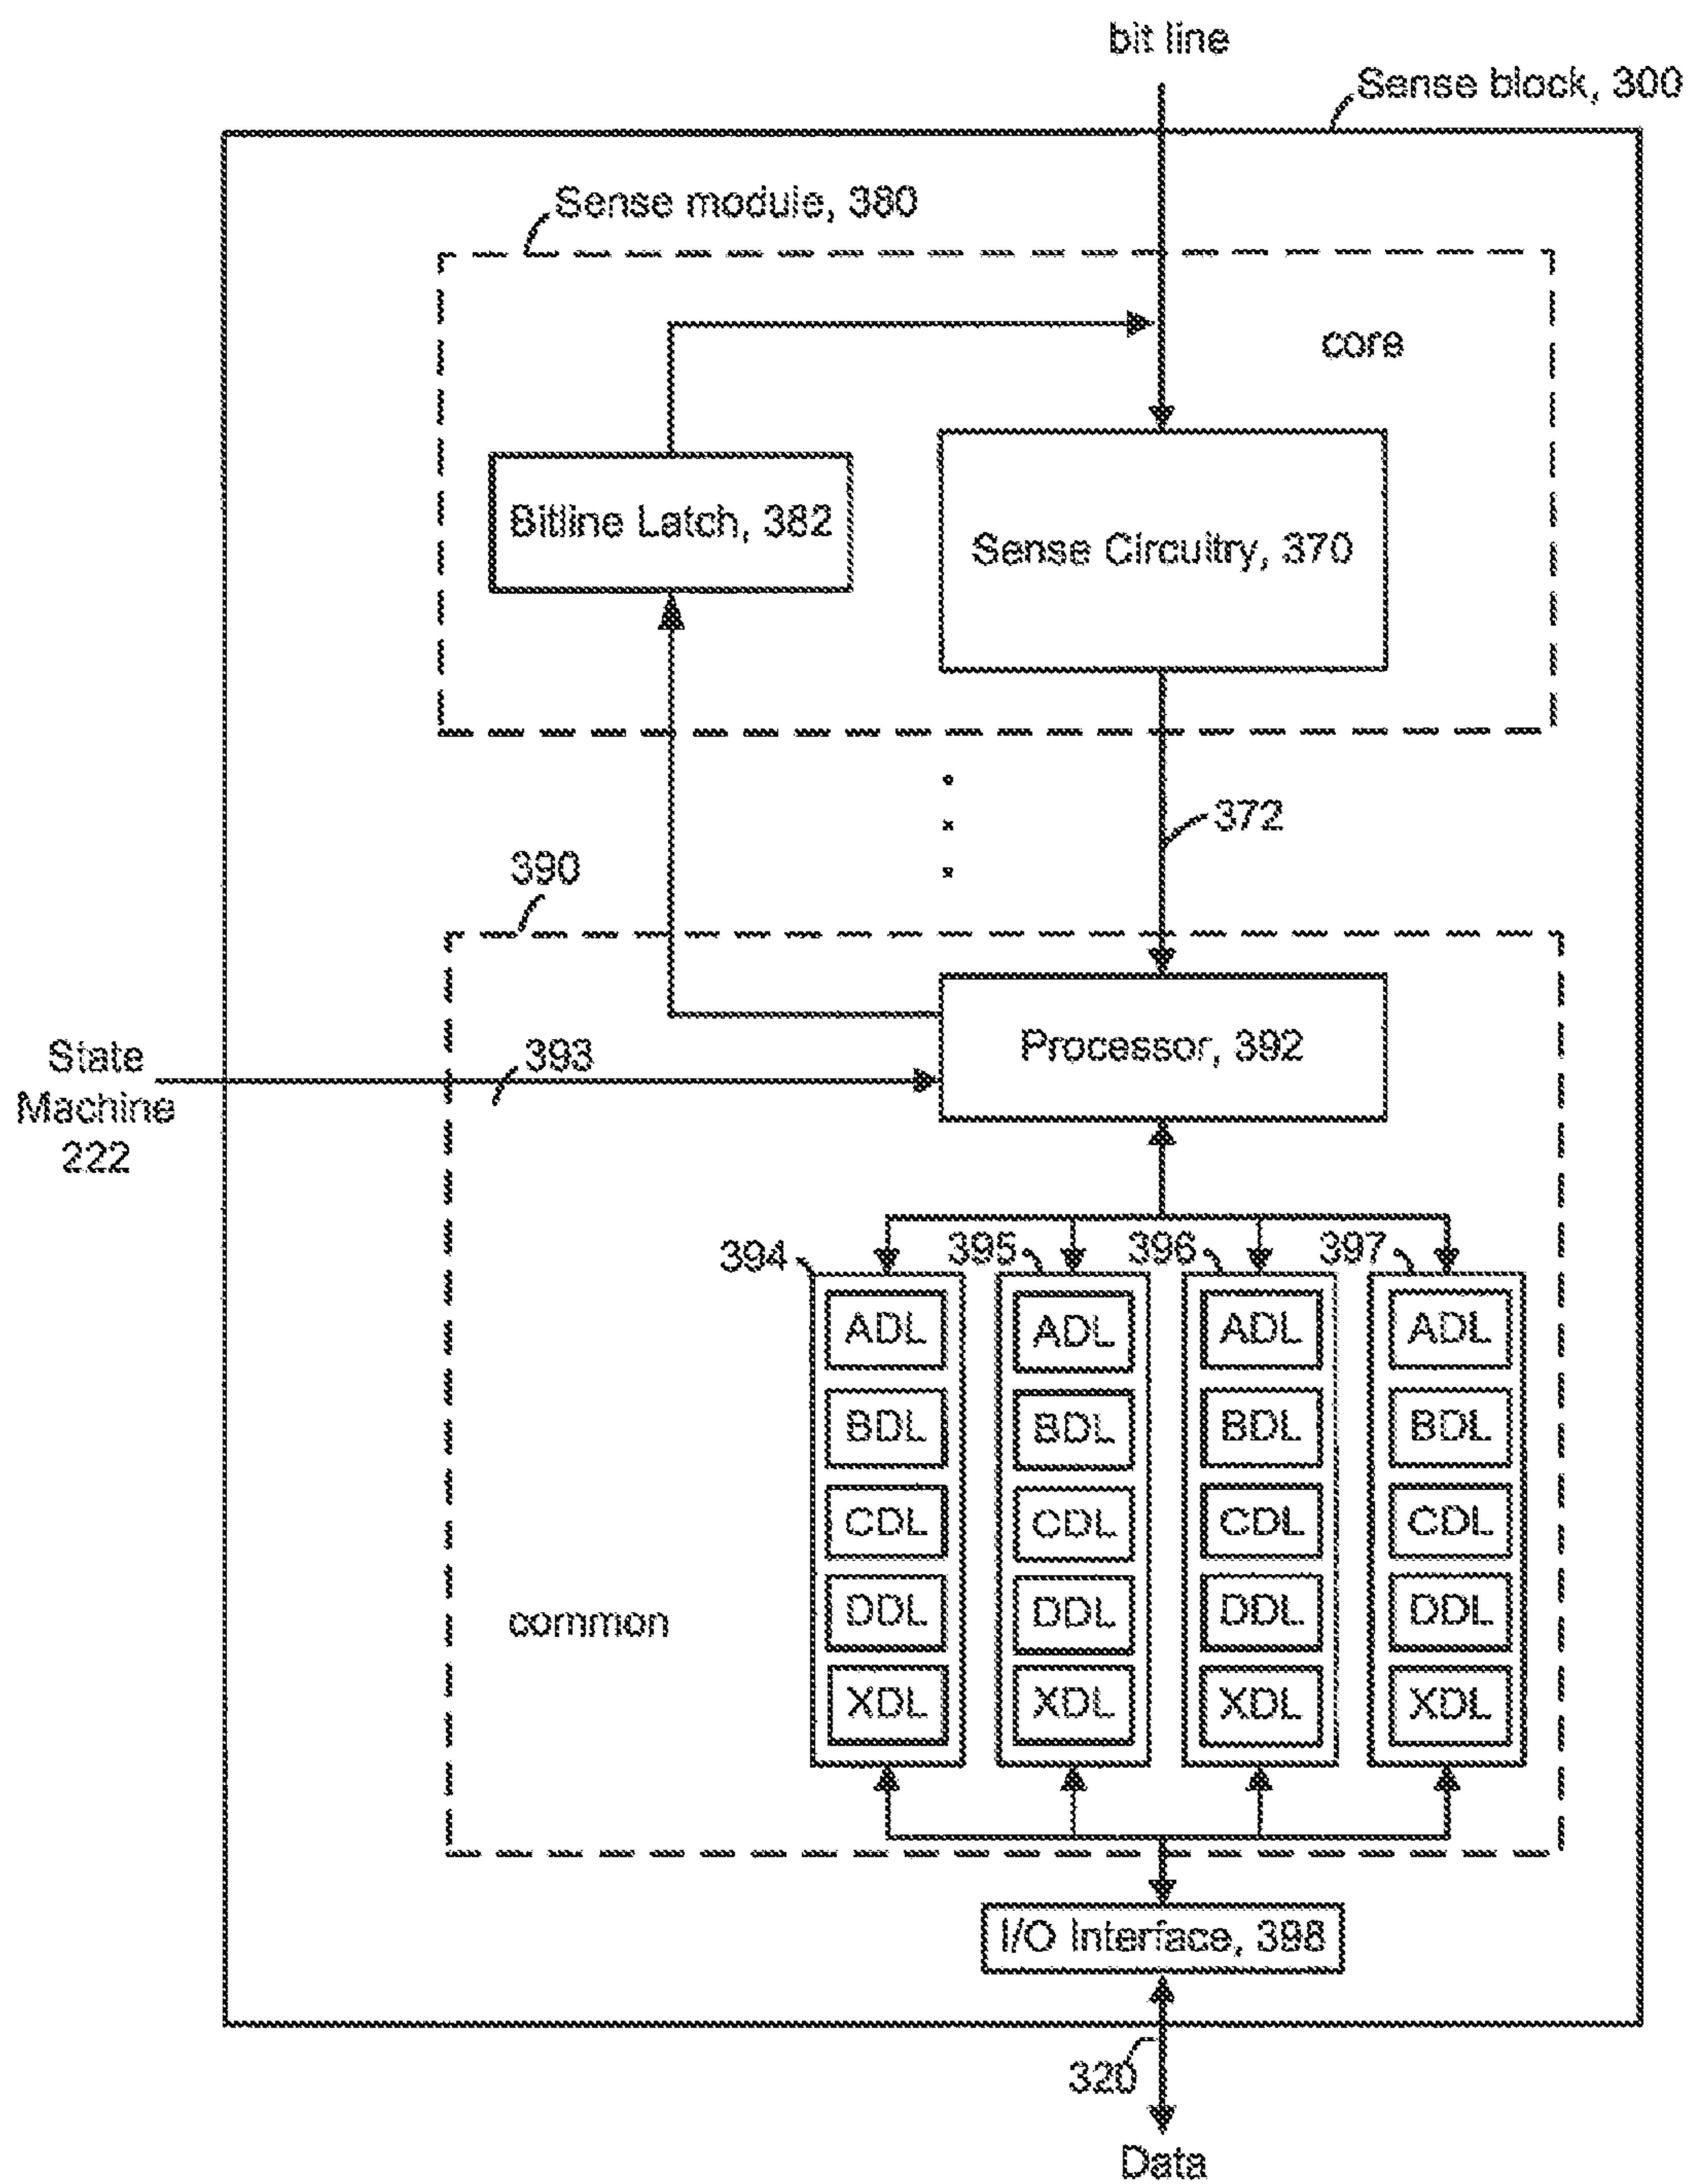 bit line
Sense block, 300
Sense module, 380
core
Bitline Latch, 382
Sense Circuitry, 370
372
390
Processor, 392
State
Machine
222
393
394
395
396
397
ADL
ADL
ADL
ADL
BDL
BDL
BDL
BDL
CDL
CDL
CDL
CDL
common
DDL
DDL
DDL
DDL
XDL
XDL
XDL
XDL
I/O Interface, 398
320
Data